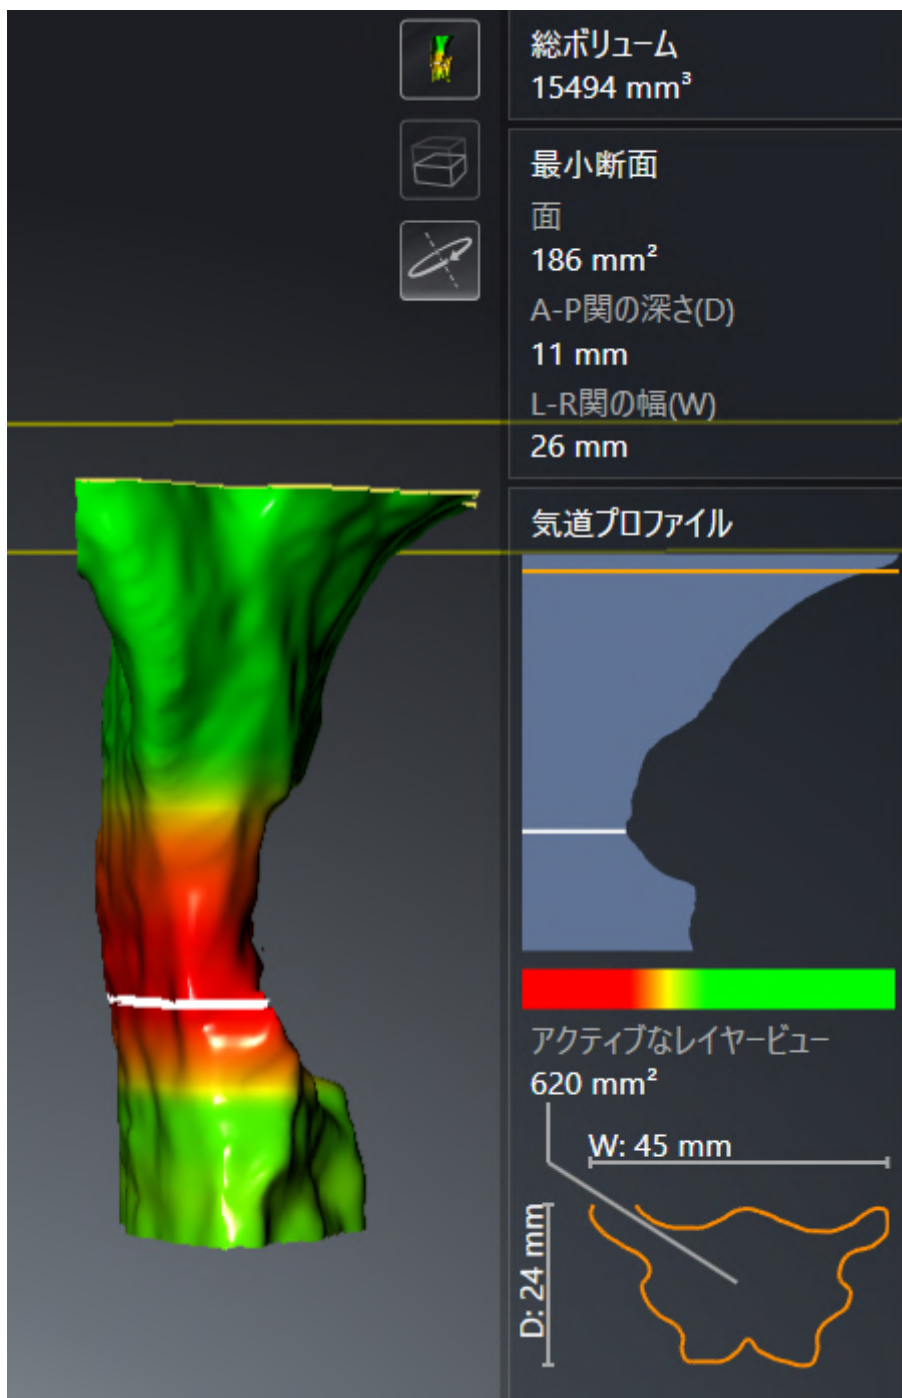 総ボリューム
15494 mm³
最小断面
面
186 mm²
A-P関の深さ(D)
11 mm
L-R関の幅(W)
26 mm
気道プロファイル
アクティブなレイヤービュー
620 mm²
W: 45 mm
D: 24 mm